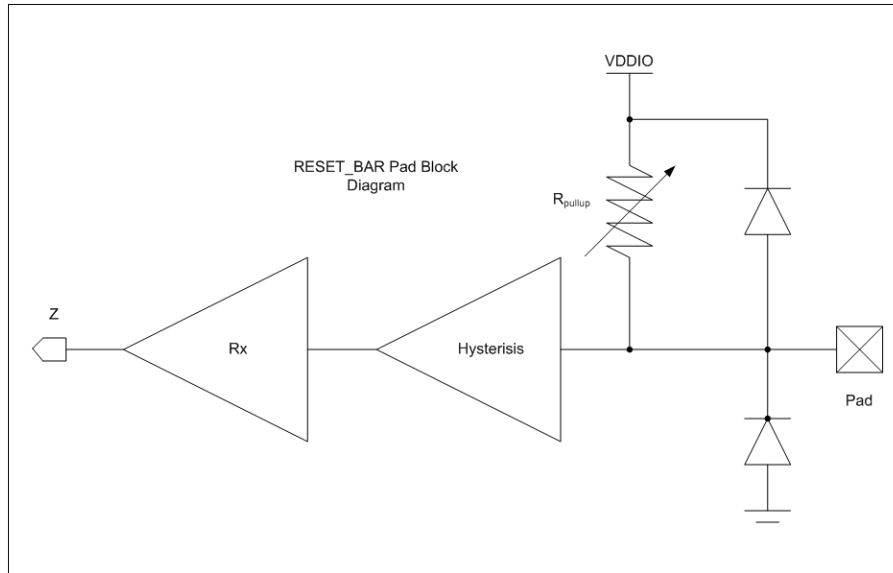 VDDIO
RESET_BAR Pad Block
Diagram
Rpullup
Z
Rx
Hysterisis
Pad